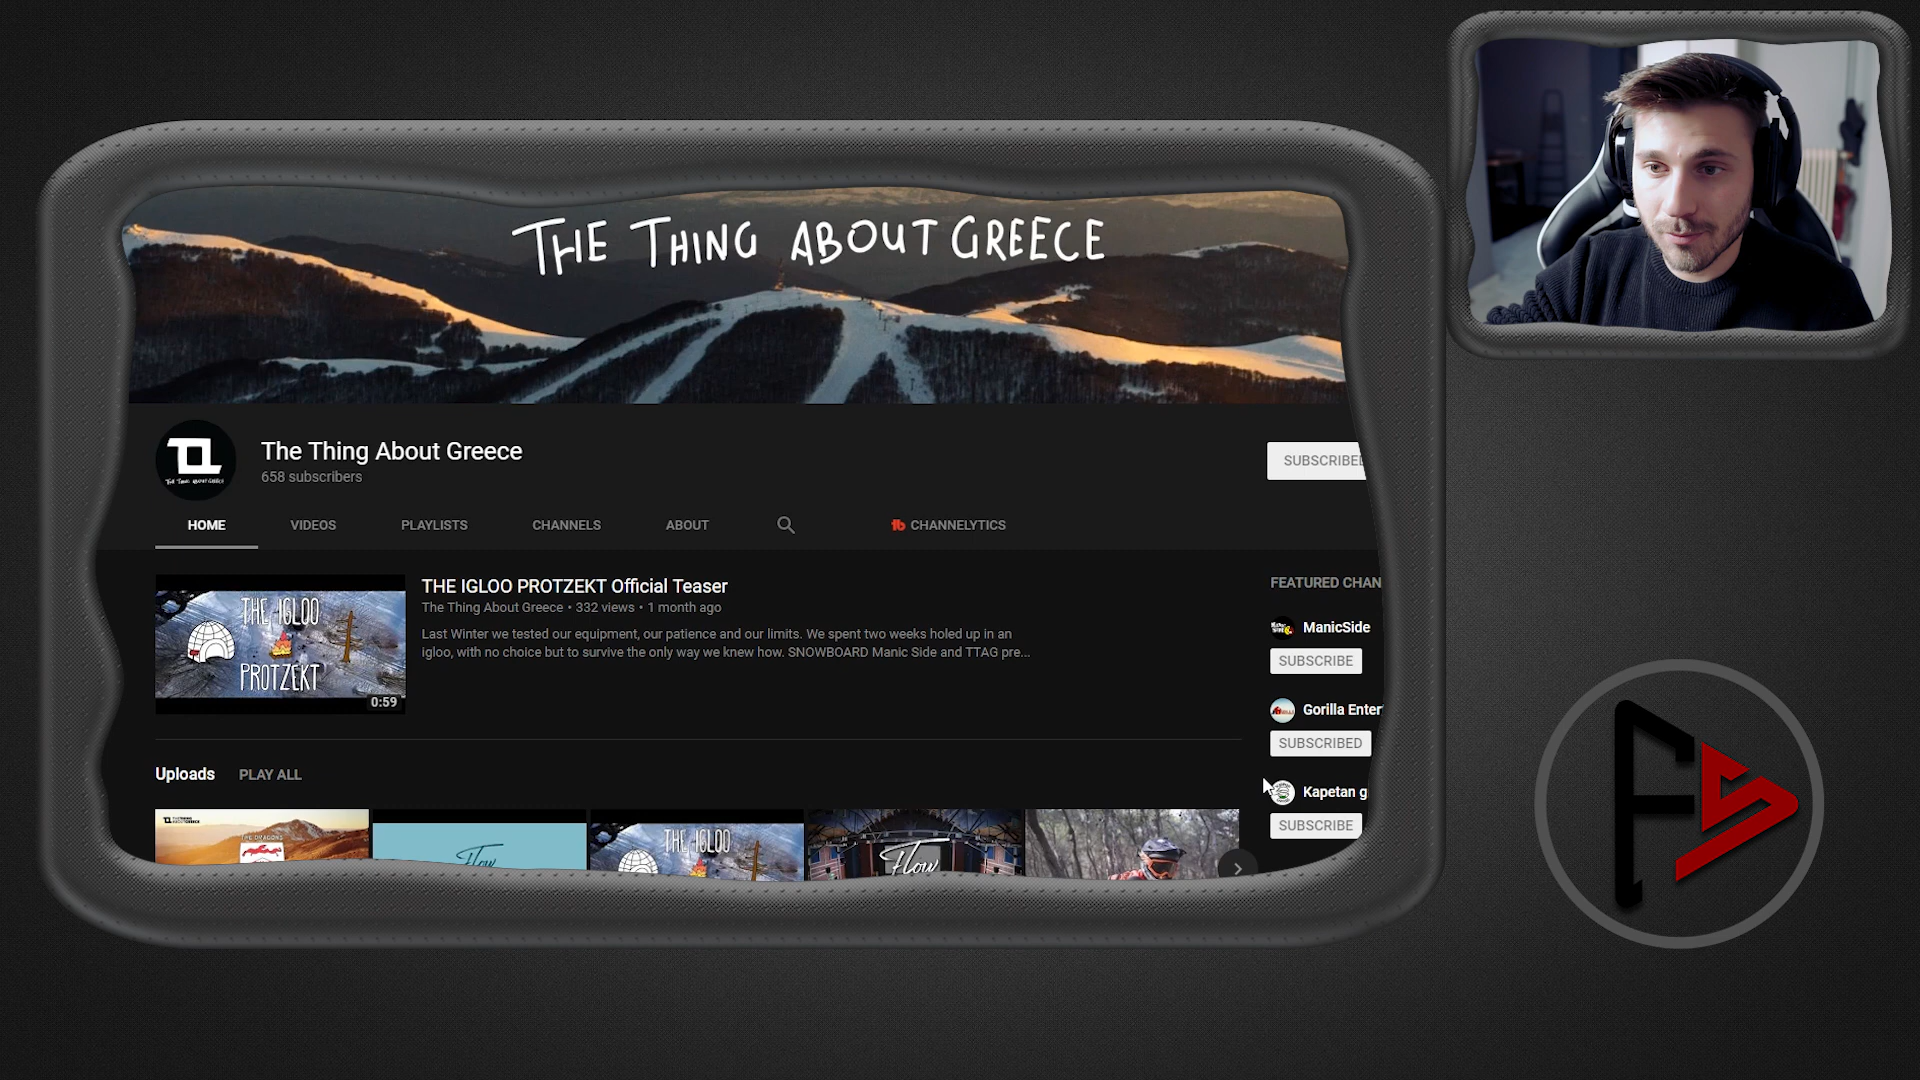 THE THING ABOUT GREECE
The Thing About Greece
658 subscribers
SUBSCRIBED
HOME VIDEOS PLAYLISTS CHANNELS ABOUT CHANNELYTICS
THE IGLOO PROTZEKT Official Teaser
The Thing About Greece • 332 views • 1 month ago
Last Winter we tested our equipment, our patience and our limits. We spent two weeks holed up in an
igloo, with no choice but to survive the only way we knew how. SNOWBOARD Manic Side and TTAG pre...
THE IGLOO
PROTZEKT
0:59
FEATURED CHAN
ManicSide
SUBSCRIBE
Gorilla Enter
SUBSCRIBED
Kapetan g
SUBSCRIBE
Uploads PLAY ALL
THE DRAGONS
Flow
THE IGLOO
Flow